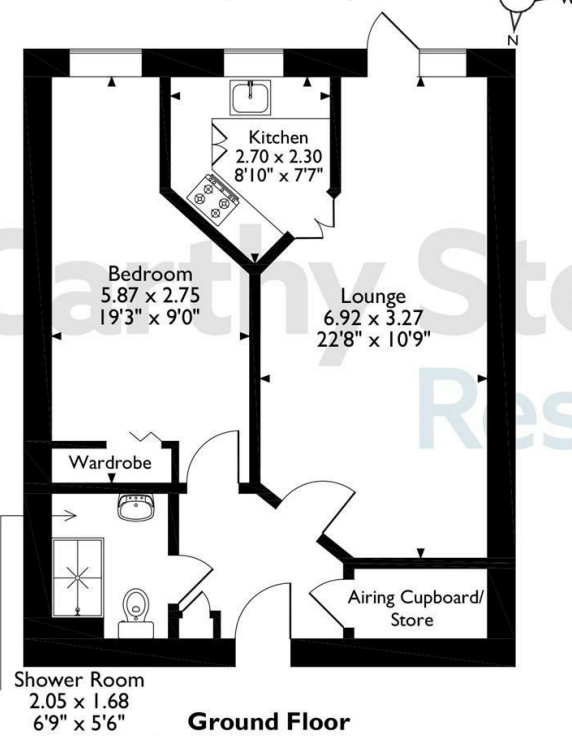 N
Kitchen
2.70 x 2.30
8'10" x 7'7"
Bedroom
5.87 x 2.75
19'3" x 9'0"
Lounge
6.92 x 3.27
22'8" x 10'9"
Wardrobe
Airing Cupboard/
Store
Shower Room
2.05 x 1.68
6'9" x 5'6"
Ground Floor